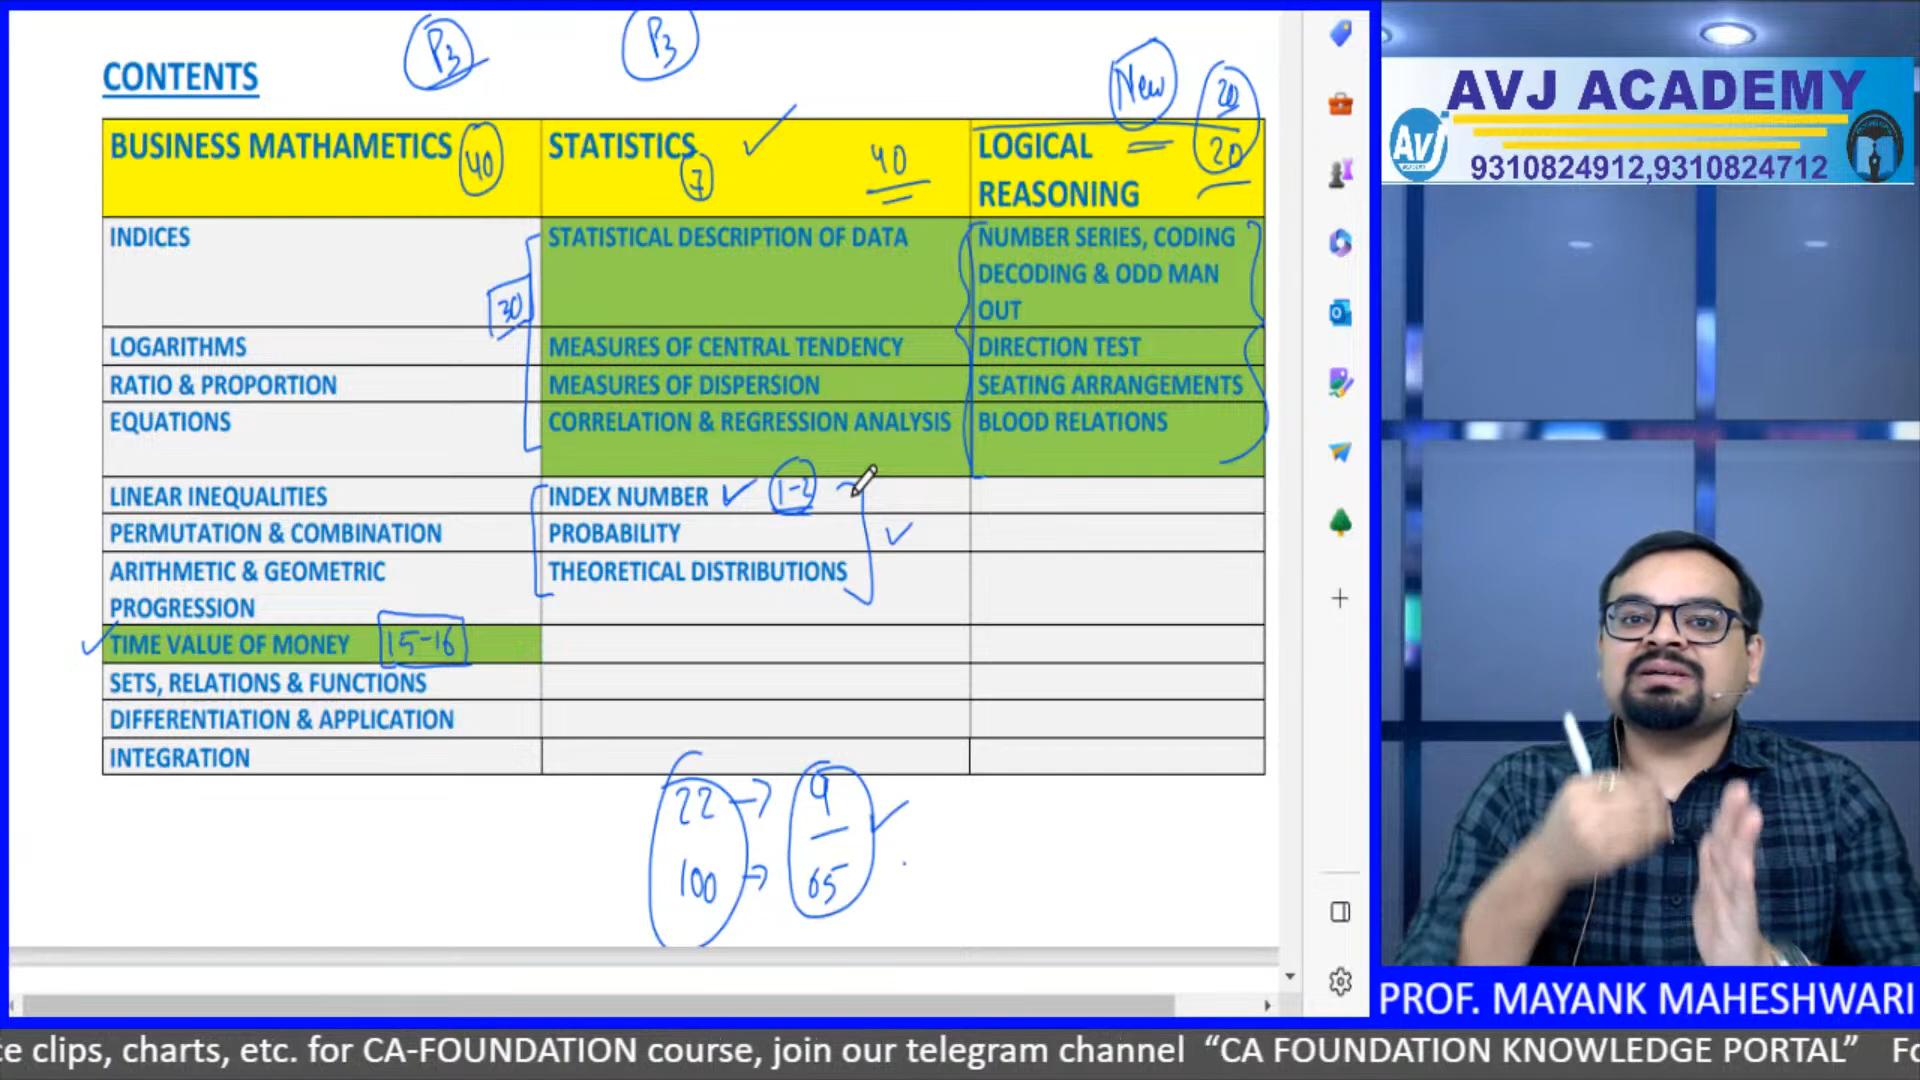 P3
P3
New
20
20
CONTENTS
BUSINESS MATHAMETICS 40
STATISTICS 7 40
LOGICAL REASONING
INDICES
30
STATISTICAL DESCRIPTION OF DATA
NUMBER SERIES, CODING
DECODING & ODD MAN
OUT
LOGARITHMS
MEASURES OF CENTRAL TENDENCY
DIRECTION TEST
RATIO & PROPORTION
MEASURES OF DISPERSION
SEATING ARRANGEMENTS
EQUATIONS
CORRELATION & REGRESSION ANALYSIS
BLOOD RELATIONS
LINEAR INEQUALITIES
INDEX NUMBER 1-2
PERMUTATION & COMBINATION
PROBABILITY
ARITHMETIC & GEOMETRIC
PROGRESSION
THEORETICAL DISTRIBUTIONS
TIME VALUE OF MONEY 15-16
SETS, RELATIONS & FUNCTIONS
DIFFERENTIATION & APPLICATION
INTEGRATION
22 → 9
100 → 65
AVJ ACADEMY
AVJ
ACADEMY
9310824912,9310824712
PROF. MAYANK MAHESHWARI
ce clips, charts, etc. for CA-FOUNDATION course, join our telegram channel “CA FOUNDATION KNOWLEDGE PORTAL” Fo